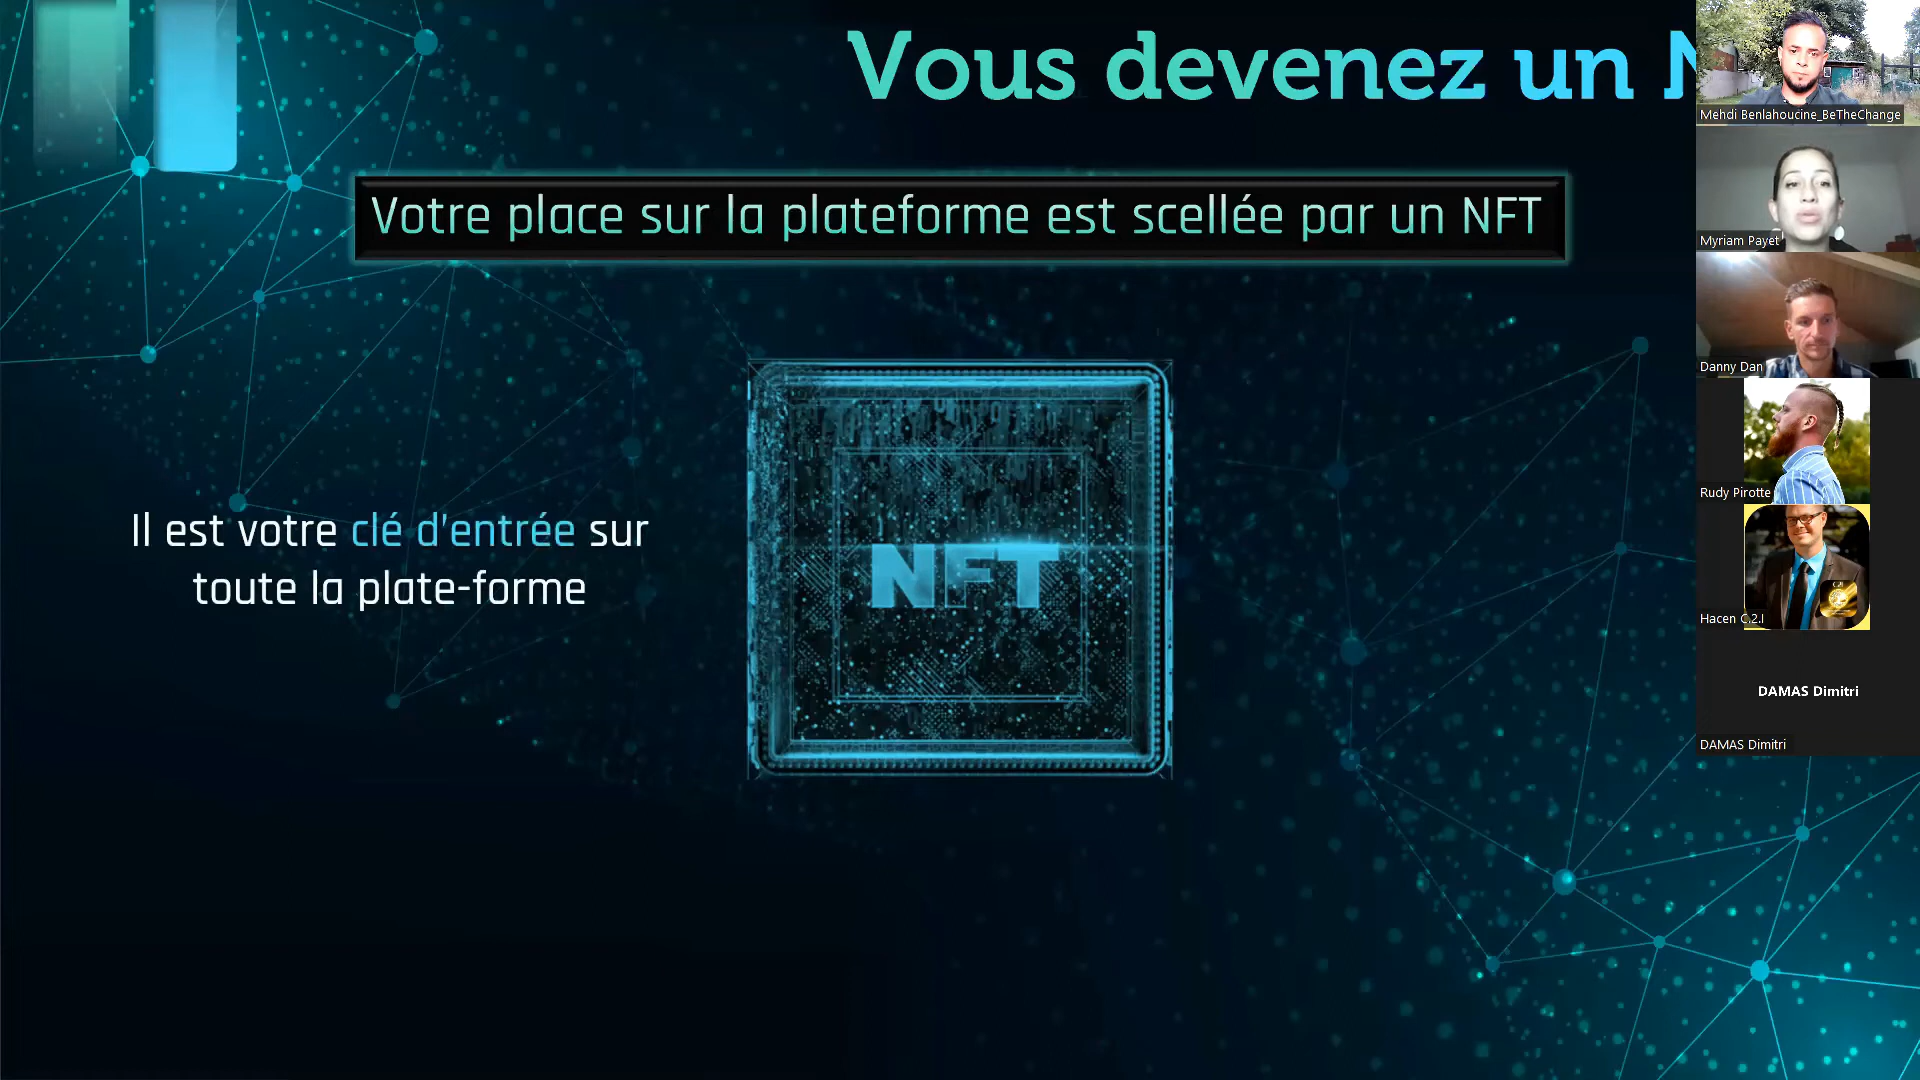 Vous devenez un
Votre place sur la plateforme est scellée par un NFT
Il est votre clé d'entrée sur
toute la plate-forme
NFT
Mehdi Benlahoucine_BeTheChange
Myriam Payet
Danny Dan
Rudy Pirotte
Hacen C.2.I
DAMAS Dimitri
DAMAS Dimitri